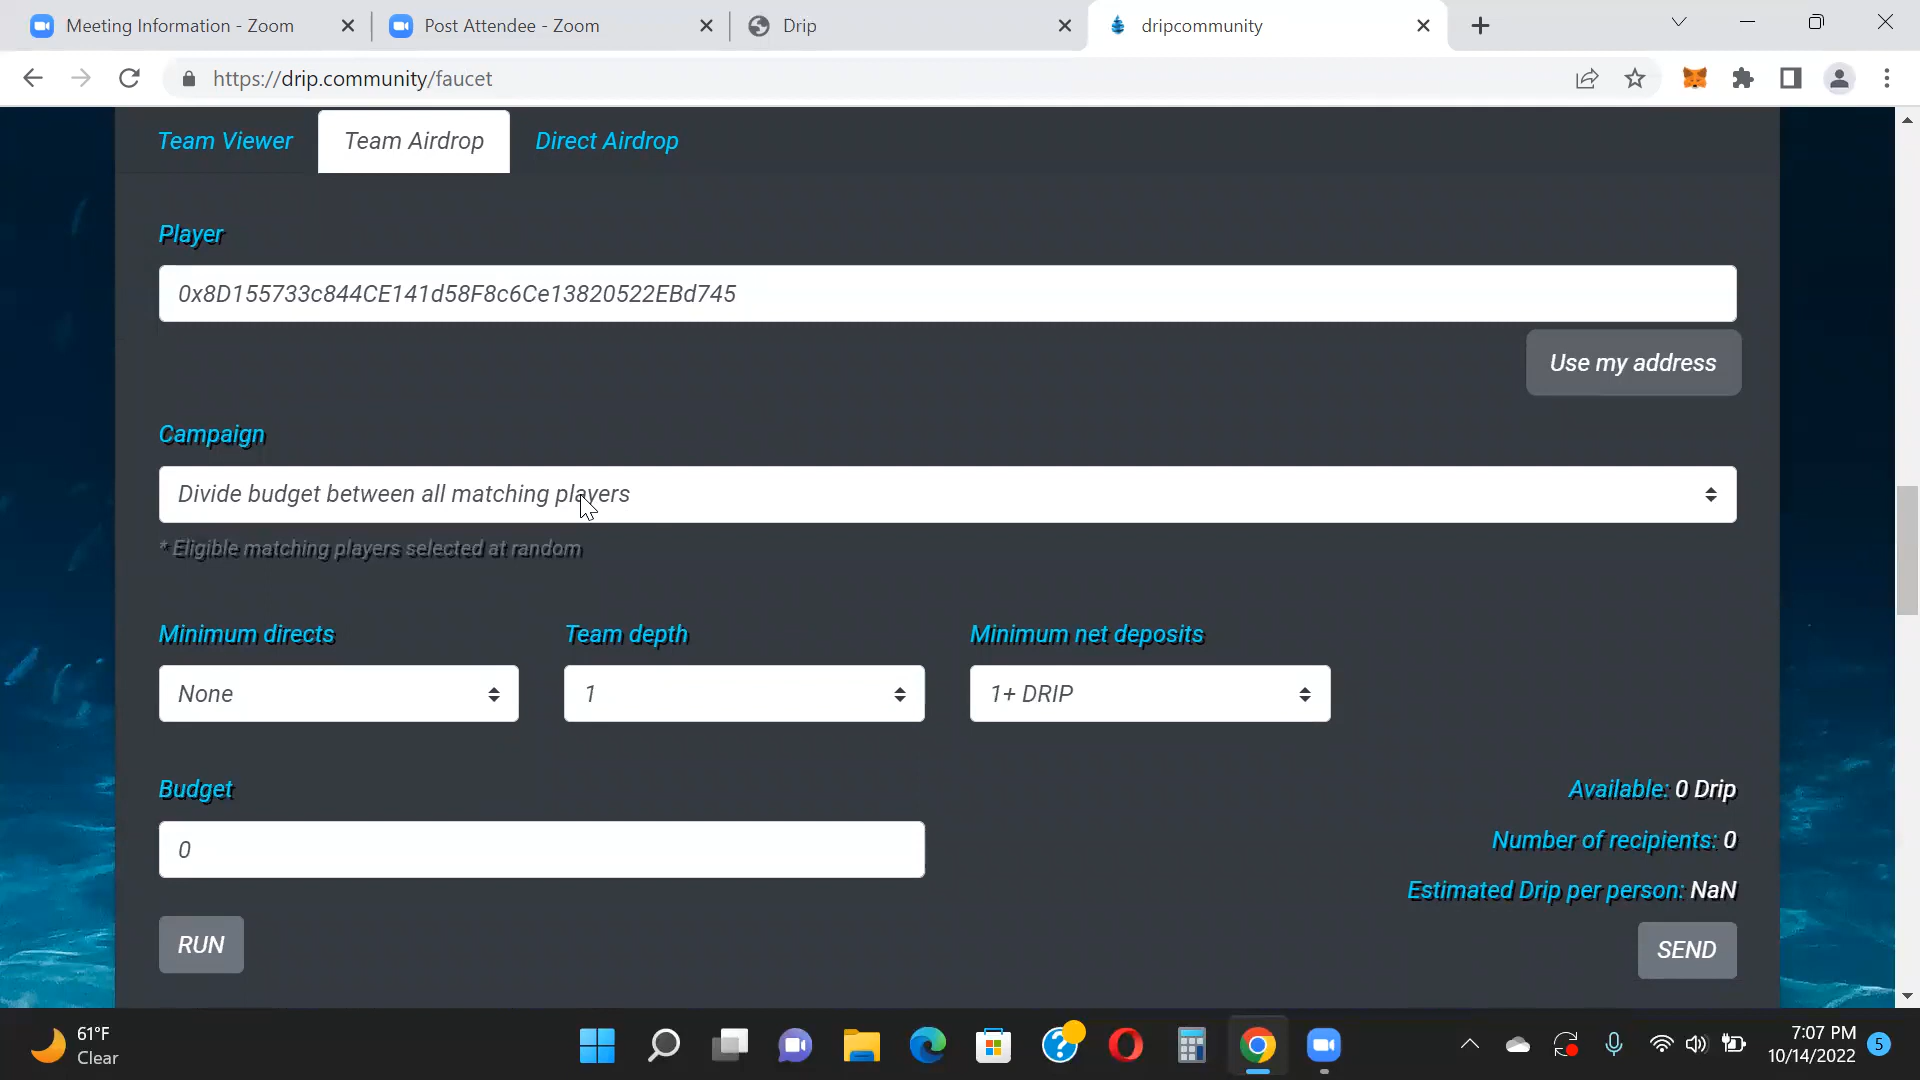 Meeting Information - Zoom
Post Attendee - Zoom
Drip
dripcommunity
https://drip.community/faucet
Team Viewer
Team Airdrop
Direct Airdrop
Player
0x8D155733c844CE141d58F8c6Ce13820522EBd745
Use my address
Campaign
Divide budget between all matching players
* Eligible matching players selected at random
Minimum directs
Team depth
Minimum net deposits
None
1
1+ DRIP
Budget
Available: 0 Drip
Number of recipients: 0
0
Estimated Drip per person: NaN
RUN
SEND
61°F
Clear
7:07 PM
10/14/2022
5